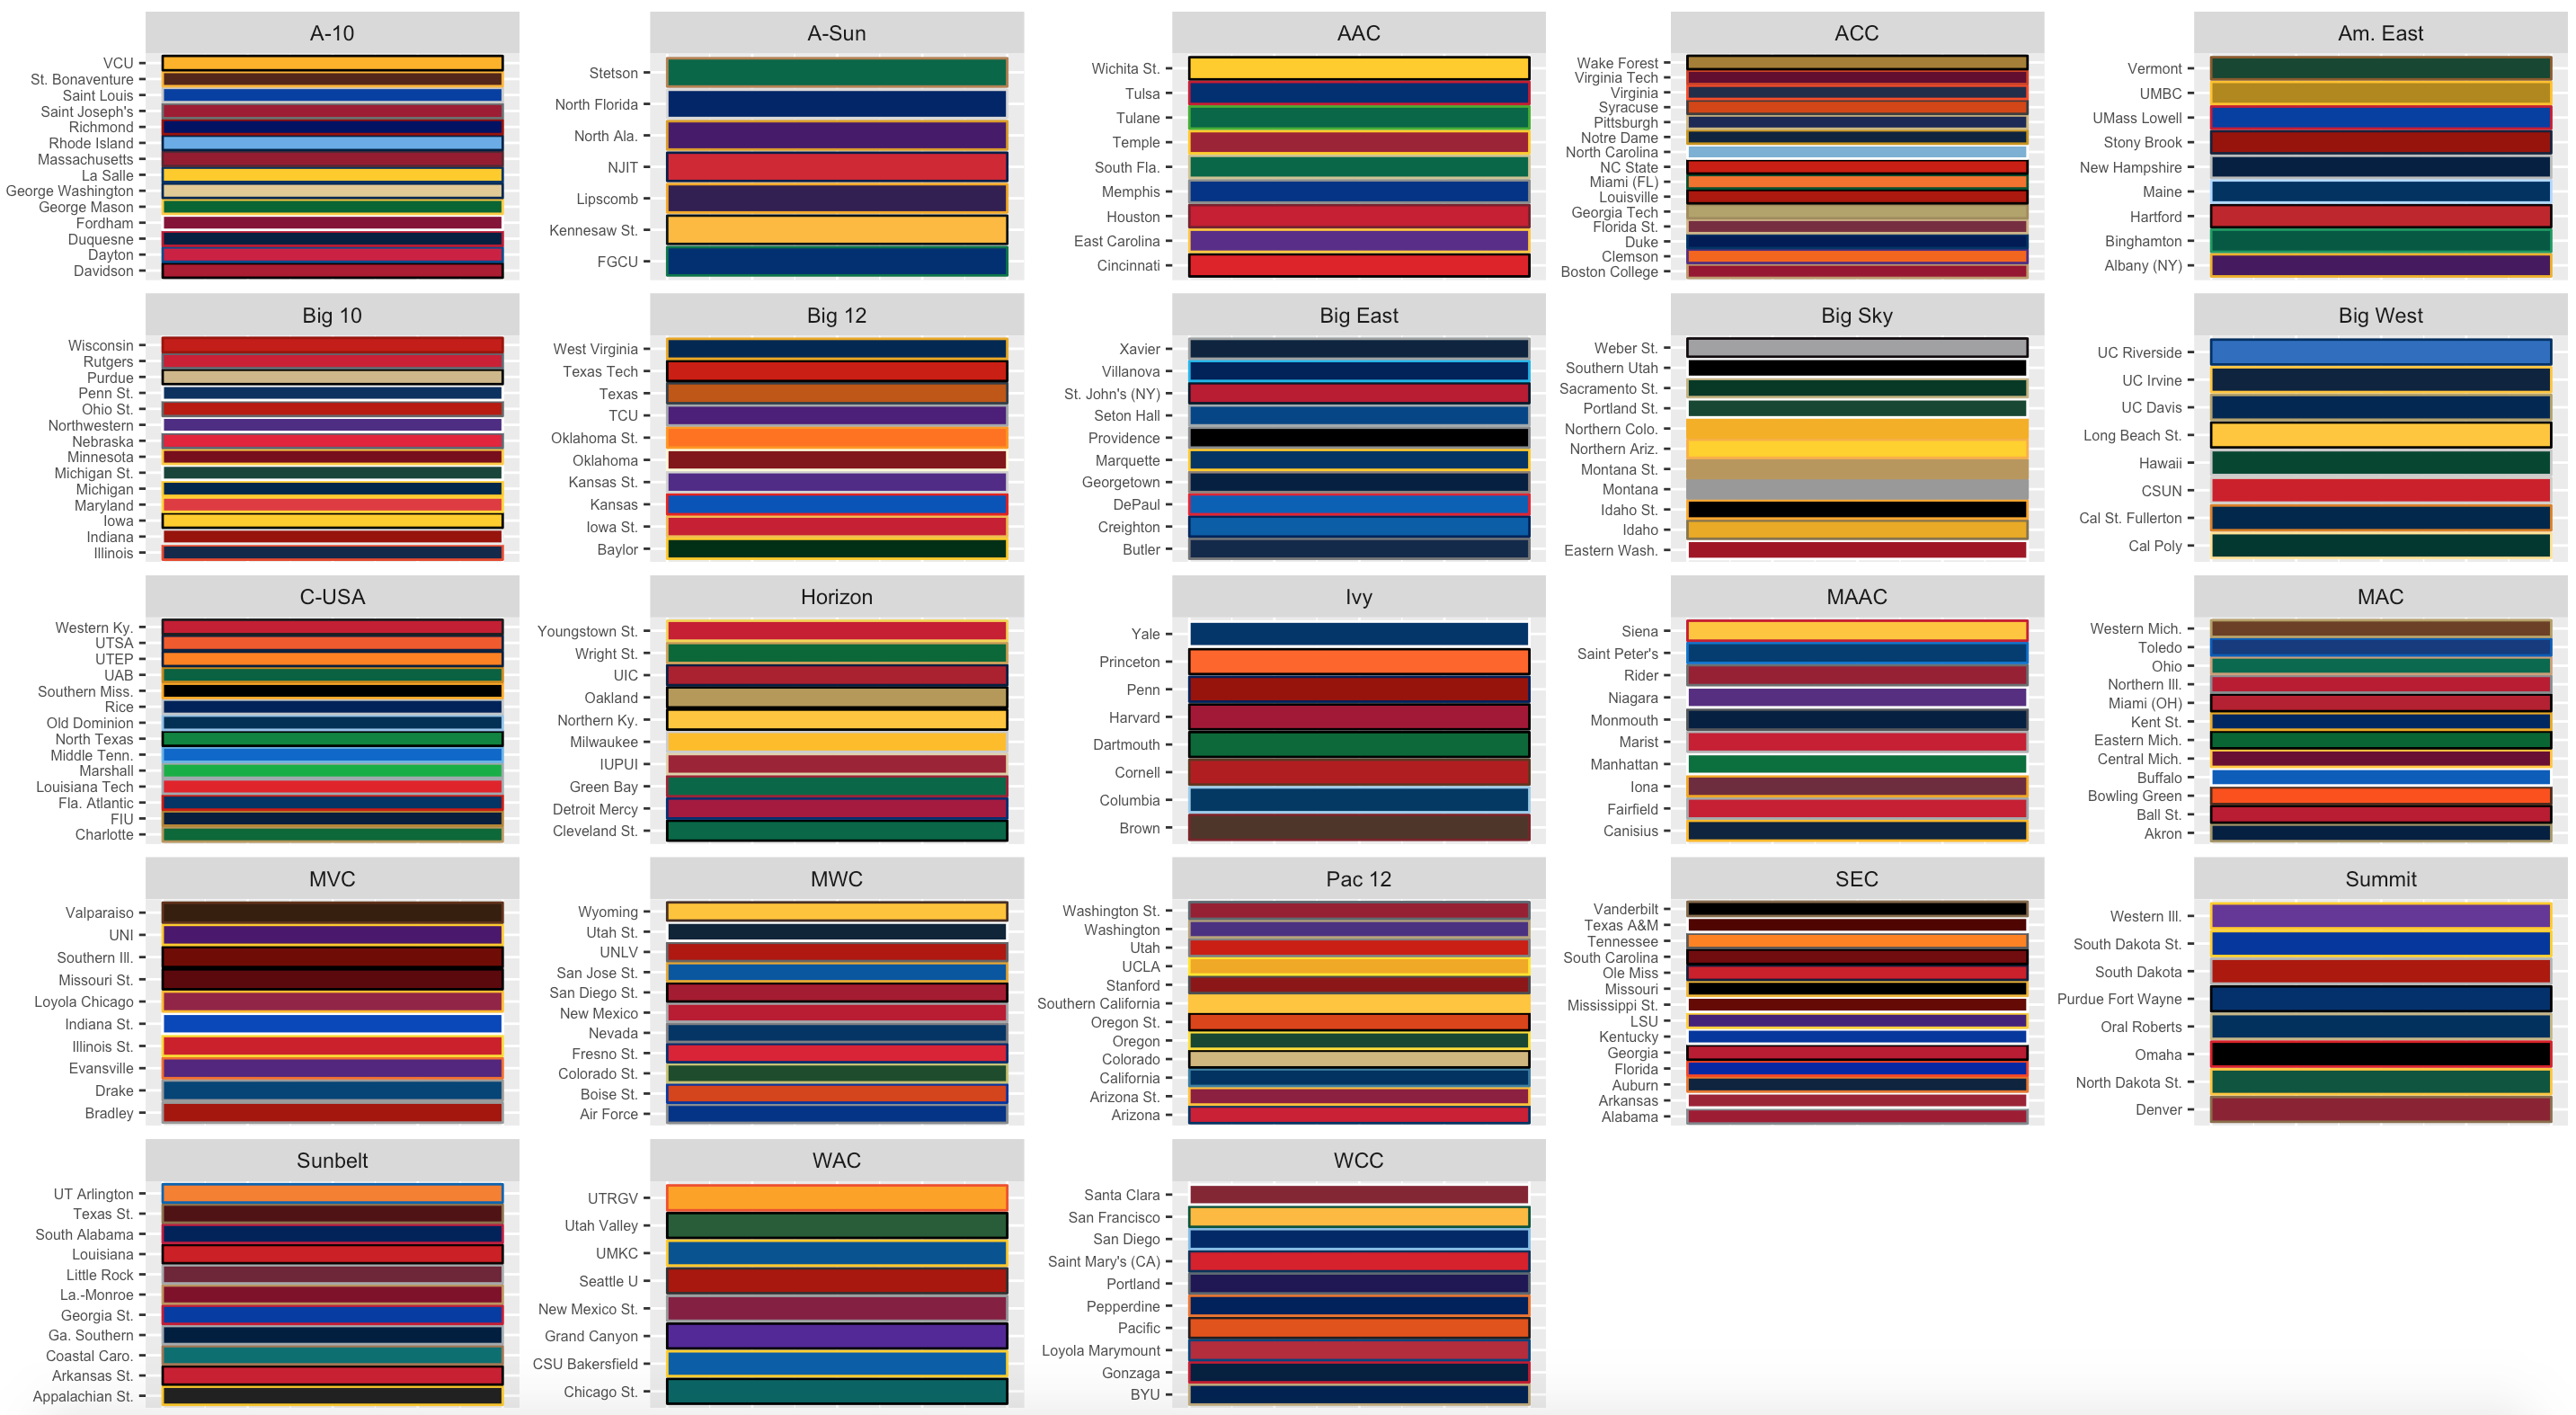 A-10
VCU
St. Bonaventure
Saint Louis
Saint Joseph's
Richmond
Rhode Island
Massachusetts
La Salle
George Washington
George Mason
Fordham
Duquesne
Dayton
Davidson
A-Sun
Stetson
North Florida
North Ala.
NJIT
Lipscomb
Kennesaw St.
FGCU
AAC
Wichita St.
Tulsa
Tulane
Temple
South Fla.
Memphis
Houston
East Carolina
Cincinnati
ACC
Wake Forest
Virginia Tech
Virginia
Syracuse
Pittsburgh
Notre Dame
North Carolina
NC State
Miami (FL)
Louisville
Georgia Tech
Florida St.
Duke
Clemson
Boston College
Am. East
Vermont
UMBC
UMass Lowell
Stony Brook
New Hampshire
Maine
Hartford
Binghamton
Albany (NY)
Big 10
Wisconsin
Rutgers
Purdue
Penn St.
Ohio St.
Northwestern
Nebraska
Minnesota
Michigan St.
Michigan
Maryland
Iowa
Indiana
Illinois
Big 12
West Virginia
Texas Tech
Texas
TCU
Oklahoma St.
Oklahoma
Kansas St.
Kansas
Iowa St.
Baylor
Big East
Xavier
Villanova
St. John's (NY)
Seton Hall
Providence
Marquette
Georgetown
DePaul
Creighton
Butler
Big Sky
Weber St.
Southern Utah
Sacramento St.
Portland St.
Northern Colo.
Northern Ariz.
Montana St.
Montana
Idaho St.
Idaho
Eastern Wash.
Big West
UC Riverside
UC Irvine
UC Davis
Long Beach St.
Hawaii
CSUN
Cal St. Fullerton
Cal Poly
C-USA
Western Ky.
UTSA
UTEP
UAB
Southern Miss.
Rice
Old Dominion
North Texas
Middle Tenn.
Marshall
Louisiana Tech
Fla. Atlantic
FIU
Charlotte
Horizon
Youngstown St.
Wright St.
UIC
Oakland
Northern Ky.
Milwaukee
IUPUI
Green Bay
Detroit Mercy
Cleveland St.
Ivy
Yale
Princeton
Penn
Harvard
Dartmouth
Cornell
Columbia
Brown
MAAC
Siena
Saint Peter's
Rider
Niagara
Monmouth
Marist
Manhattan
Iona
Fairfield
Canisius
MAC
Western Mich.
Toledo
Ohio
Northern Ill.
Miami (OH)
Kent St.
Eastern Mich.
Central Mich.
Buffalo
Bowling Green
Ball St.
Akron
MVC
Valparaiso
UNI
Southern Ill.
Missouri St.
Loyola Chicago
Indiana St.
Illinois St.
Evansville
Drake
Bradley
MWC
Wyoming
Utah St.
UNLV
San Jose St.
San Diego St.
New Mexico
Nevada
Fresno St.
Colorado St.
Boise St.
Air Force
Pac 12
Washington St.
Washington
Utah
UCLA
Stanford
Southern California
Oregon St.
Oregon
Colorado
California
Arizona St.
Arizona
SEC
Vanderbilt
Texas A&M
Tennessee
South Carolina
Ole Miss
Missouri
Mississippi St.
LSU
Kentucky
Georgia
Florida
Auburn
Arkansas
Alabama
Summit
Western Ill.
South Dakota St.
South Dakota
Purdue Fort Wayne
Oral Roberts
Omaha
North Dakota St.
Denver
Sunbelt
UT Arlington
Texas St.
South Alabama
Louisiana
Little Rock
La.-Monroe
Georgia St.
Ga. Southern
Coastal Caro.
Arkansas St.
Appalachian St.
WAC
UTRGV
Utah Valley
UMKC
Seattle U
New Mexico St.
Grand Canyon
CSU Bakersfield
Chicago St.
WCC
Santa Clara
San Francisco
San Diego
Saint Mary's (CA)
Portland
Pepperdine
Pacific
Loyola Marymount
Gonzaga
BYU